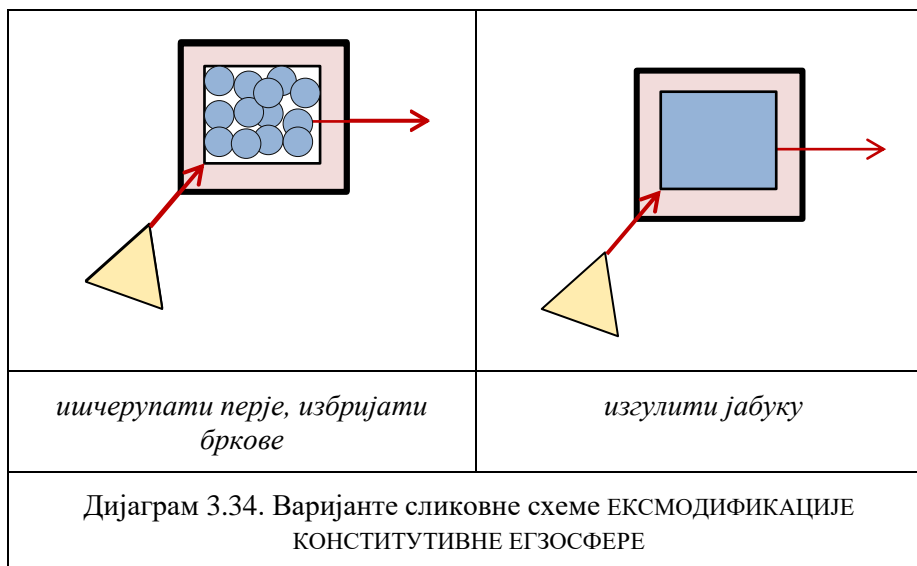 ишчерупати перје, избријати
бркове
изгулити јабуку
Дијаграм 3.34. Варијанте сликовне схеме ЕКСМОДИФИКАЦИЈЕ
КОНСТИТУТИВНЕ ЕГЗОСФЕРЕ